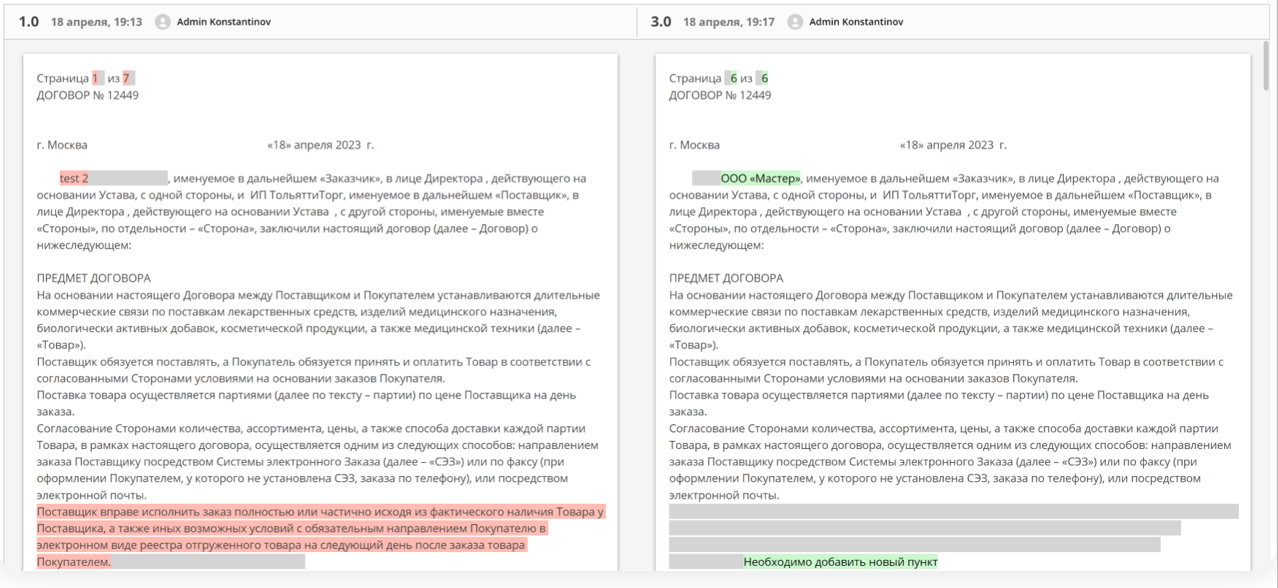 1.0 18 апреля, 19:13 Admin Konstantinov
Страница 1 из 7
ДОГОВОР № 12449
г. Москва «18» апреля 2023 г.
test 2 , именуемое в дальнейшем «Заказчик», в лице Директора , действующего на
основании Устава, с одной стороны, и ИП ТольяттиТорг, именуемое в дальнейшем «Поставщик», в
лице Директора , действующего на основании Устава , с другой стороны, именуемые вместе
«Стороны», по отдельности – «Сторона», заключили настоящий договор (далее – Договор) о
нижеследующем:
ПРЕДМЕТ ДОГОВОРА
На основании настоящего Договора между Поставщиком и Покупателем устанавливаются длительные
коммерческие связи по поставкам лекарственных средств, изделий медицинского назначения,
биологически активных добавок, косметической продукции, а также медицинской техники (далее –
«Товар»).
Поставщик обязуется поставлять, а Покупатель обязуется принять и оплатить Товар в соответствии с
согласованными Сторонами условиями на основании заказов Покупателя.
Поставка товара осуществляется партиями (далее по тексту – партии) по цене Поставщика на день
заказа.
Согласование Сторонами количества, ассортимента, цены, а также способа доставки каждой партии
Товара, в рамках настоящего договора, осуществляется одним из следующих способов: направлением
заказа Поставщику посредством Системы электронного Заказа (далее – «СЭЗ») или по факсу (при
оформлении Покупателем, у которого не установлена СЭЗ, заказа по телефону), или посредством
электронной почты.
Поставщик вправе исполнить заказ полностью или частично исходя из фактического наличия Товара у
Поставщика, а также иных возможных условий с обязательным направлением Покупателю в
электронном виде реестра отгруженного товара на следующий день после заказа товара
Покупателем.
3.0 18 апреля, 19:17 Admin Konstantinov
Страница 6 из 6
ДОГОВОР № 12449
г. Москва «18» апреля 2023 г.
ООО «Мастер», именуемое в дальнейшем «Заказчик», в лице Директора , действующего на
основании Устава, с одной стороны, и ИП ТольяттиТорг, именуемое в дальнейшем «Поставщик», в
лице Директора , действующего на основании Устава , с другой стороны, именуемые вместе
«Стороны», по отдельности – «Сторона», заключили настоящий договор (далее – Договор) о
нижеследующем:
ПРЕДМЕТ ДОГОВОРА
На основании настоящего Договора между Поставщиком и Покупателем устанавливаются длительные
коммерческие связи по поставкам лекарственных средств, изделий медицинского назначения,
биологически активных добавок, косметической продукции, а также медицинской техники (далее –
«Товар»).
Поставщик обязуется поставлять, а Покупатель обязуется принять и оплатить Товар в соответствии с
согласованными Сторонами условиями на основании заказов Покупателя.
Поставка товара осуществляется партиями (далее по тексту – партии) по цене Поставщика на день
заказа.
Согласование Сторонами количества, ассортимента, цены, а также способа доставки каждой партии
Товара, в рамках настоящего договора, осуществляется одним из следующих способов: направлением
заказа Поставщику посредством Системы электронного Заказа (далее – «СЭЗ») или по факсу (при
оформлении Покупателем, у которого не установлена СЭЗ, заказа по телефону), или посредством
электронной почты.
Необходимо добавить новый пункт